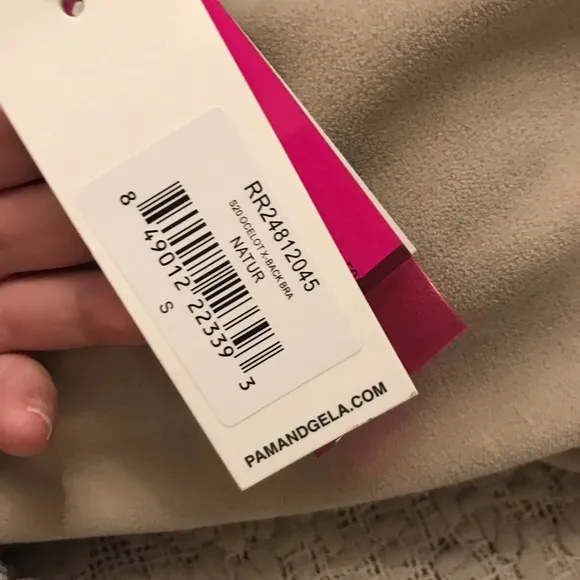 RR24812045
S20 OCELOT X-BACK BRA
NATUR
8 49012 22339 3
S
PAMANDGELA.COM